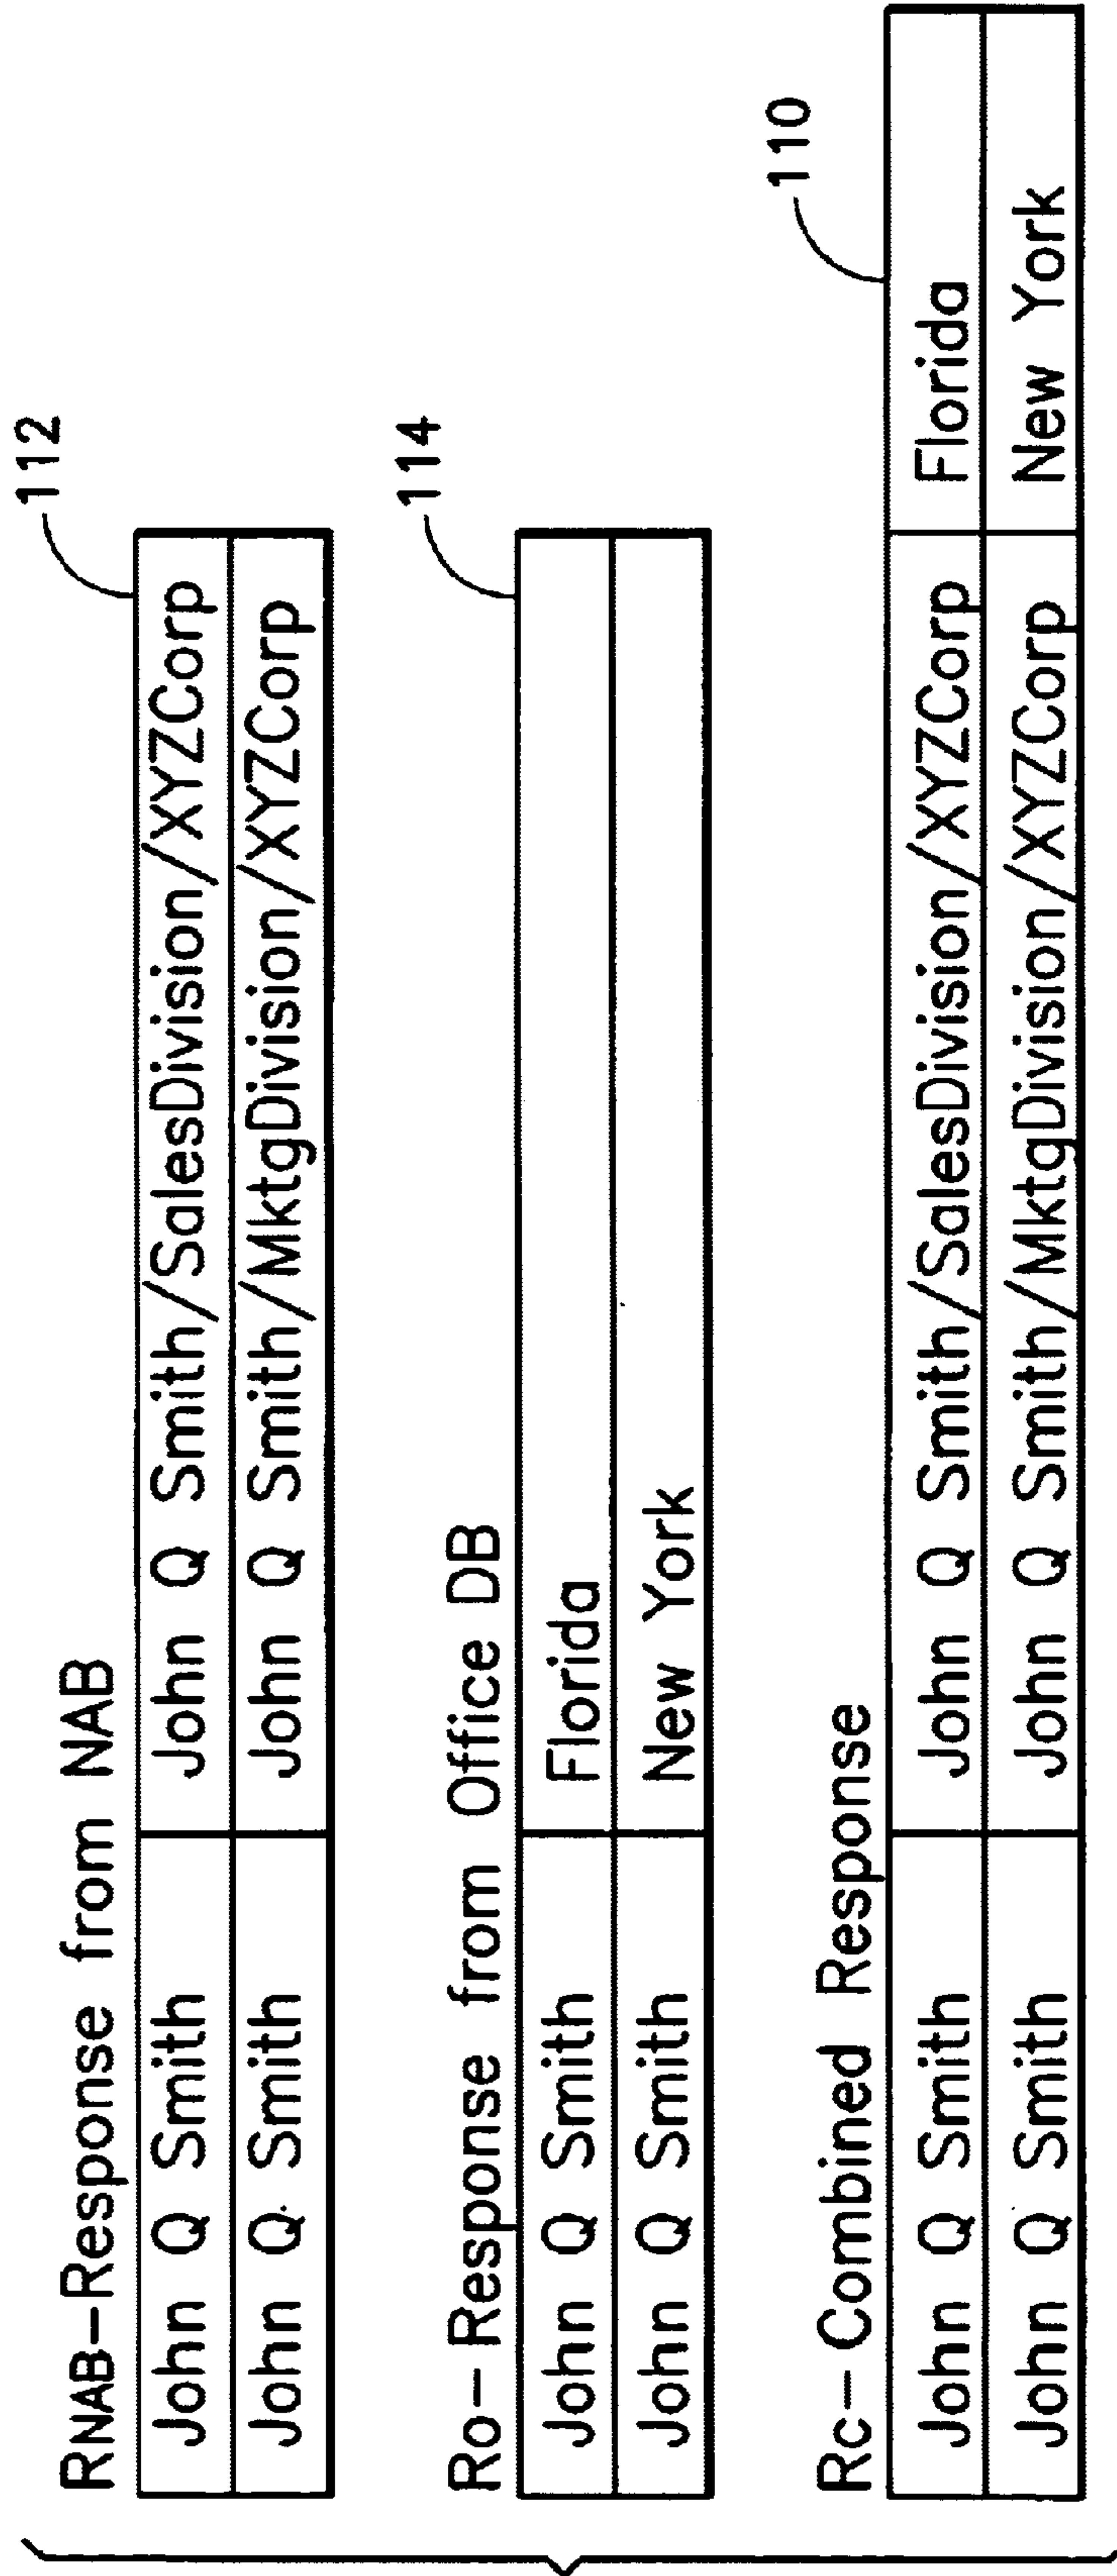 RNAB-Response from NAB
112
John Q Smith John Q Smith/SalesDivision/XYZCorp
John Q Smith John Q Smith/MktgDivision/XYZCorp
Ro-Response from Office DB
114
John Q Smith Florida
John Q Smith New York
Rc-Combined Response
110
John Q Smith John Q Smith/SalesDivision/XYZCorp Florida
John Q Smith John Q Smith/MktgDivision/XYZCorp New York